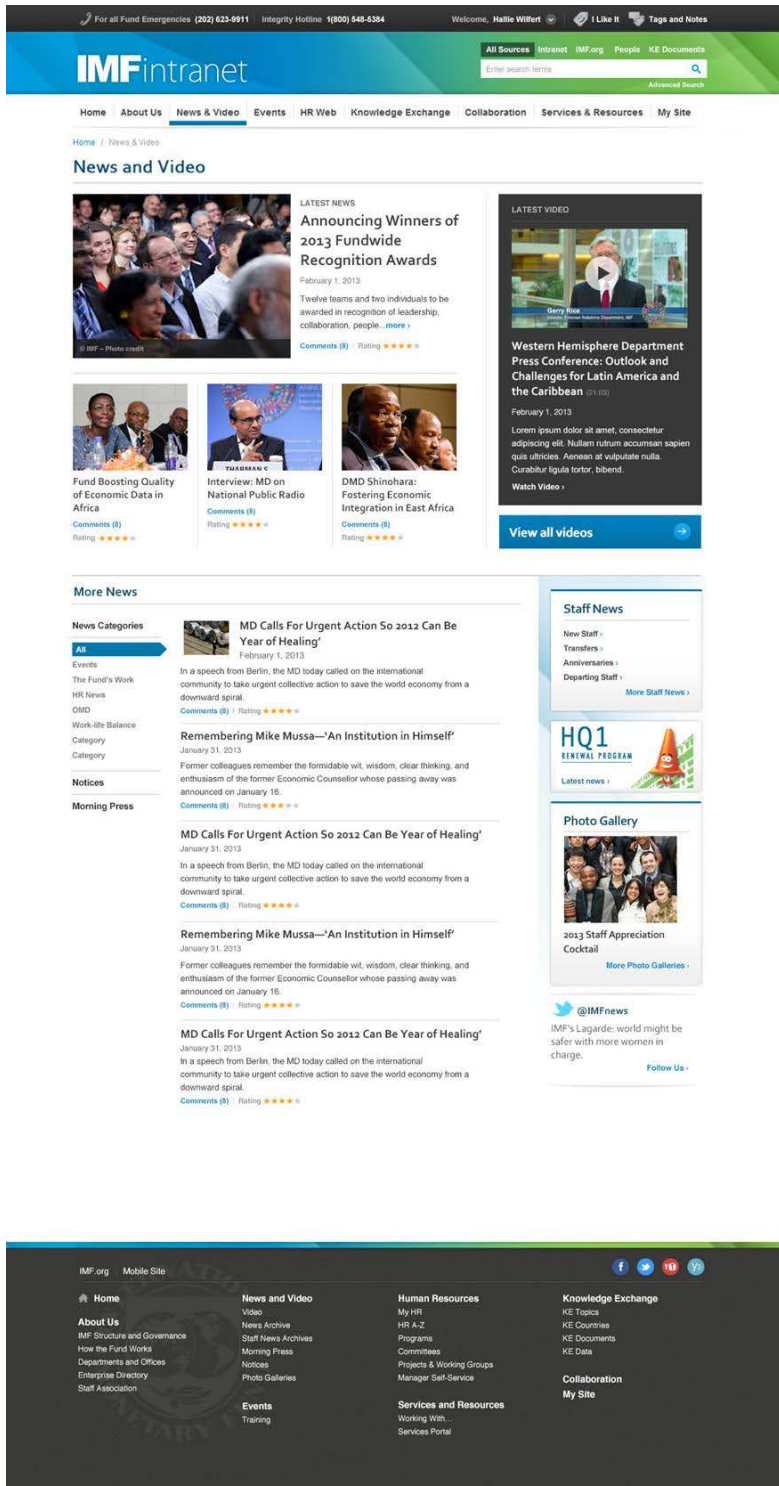 For all Fund Emergencies (202) 623-9911 Integrity Hotline 1(800) 548-5384 Welcome, Hallie Wilfert I Like It Tags and Notes
IMFintranet
All Sources Intranet IMF.org People KE Documents
Enter search terms
Advanced Search
Home About Us News & Video Events HR Web Knowledge Exchange Collaboration Services & Resources My Site
Home / News & Video
News and Video
© IMF – Photo credit
LATEST NEWS
Announcing Winners of
2013 Fundwide
Recognition Awards
February 1, 2013
Twelve teams and two individuals to be
awarded in recognition of leadership,
collaboration, people...more ›
Comments (8) Rating
LATEST VIDEO
Gerry Rice
Director, External Relations Department, IMF
Western Hemisphere Department
Press Conference: Outlook and
Challenges for Latin America and
the Caribbean (21:03)
February 1, 2013
Lorem ipsum dolor sit amet, consectetur
adipiscing elit. Nullam rutrum accumsan sapien
quis ultricies. Aenean at vulputate nulla.
Curabitur ligula tortor, bibend.
Watch Video ›
View all videos
Fund Boosting Quality
of Economic Data in
Africa
Comments (8)
Rating
THARMAN S
Interview: MD on
National Public Radio
Comments (8)
Rating
DMD Shinohara:
Fostering Economic
Integration in East Africa
Comments (8)
Rating
More News
News Categories
All
Events
The Fund's Work
HR News
OMD
Work-life Balance
Category
Category
Notices
Morning Press
MD Calls For Urgent Action So 2012 Can Be
Year of Healing'
February 1, 2013
In a speech from Berlin, the MD today called on the international
community to take urgent collective action to save the world economy from a
downward spiral.
Comments (8) Rating
Remembering Mike Mussa—'An Institution in Himself'
January 31, 2013
Former colleagues remember the formidable wit, wisdom, clear thinking, and
enthusiasm of the former Economic Counsellor whose passing away was
announced on January 16.
Comments (8) Rating
MD Calls For Urgent Action So 2012 Can Be Year of Healing'
January 31, 2013
In a speech from Berlin, the MD today called on the international
community to take urgent collective action to save the world economy from a
downward spiral.
Comments (8) Rating
Remembering Mike Mussa—'An Institution in Himself'
January 31, 2013
Former colleagues remember the formidable wit, wisdom, clear thinking, and
enthusiasm of the former Economic Counsellor whose passing away was
announced on January 16.
Comments (8) Rating
MD Calls For Urgent Action So 2012 Can Be Year of Healing'
January 31, 2013
In a speech from Berlin, the MD today called on the international
community to take urgent collective action to save the world economy from a
downward spiral.
Comments (8) Rating
Staff News
New Staff ›
Transfers ›
Anniversaries ›
Departing Staff ›
More Staff News ›
HQ1
RENEWAL PROGRAM
Latest news ›
Photo Gallery
2013 Staff Appreciation
Cocktail
More Photo Galleries ›
@IMFnews
IMF's Lagarde: world might be
safer with more women in
charge.
Follow Us ›
IMF.org Mobile Site
Home
About Us
IMF Structure and Governance
How the Fund Works
Departments and Offices
Enterprise Directory
Staff Association
News and Video
Video
News Archive
Staff News Archives
Morning Press
Notices
Photo Galleries
Events
Training
Human Resources
My HR
HR A-Z
Programs
Committees
Projects & Working Groups
Manager Self-Service
Services and Resources
Working With...
Services Portal
Knowledge Exchange
KE Topics
KE Countries
KE Documents
KE Data
Collaboration
My Site